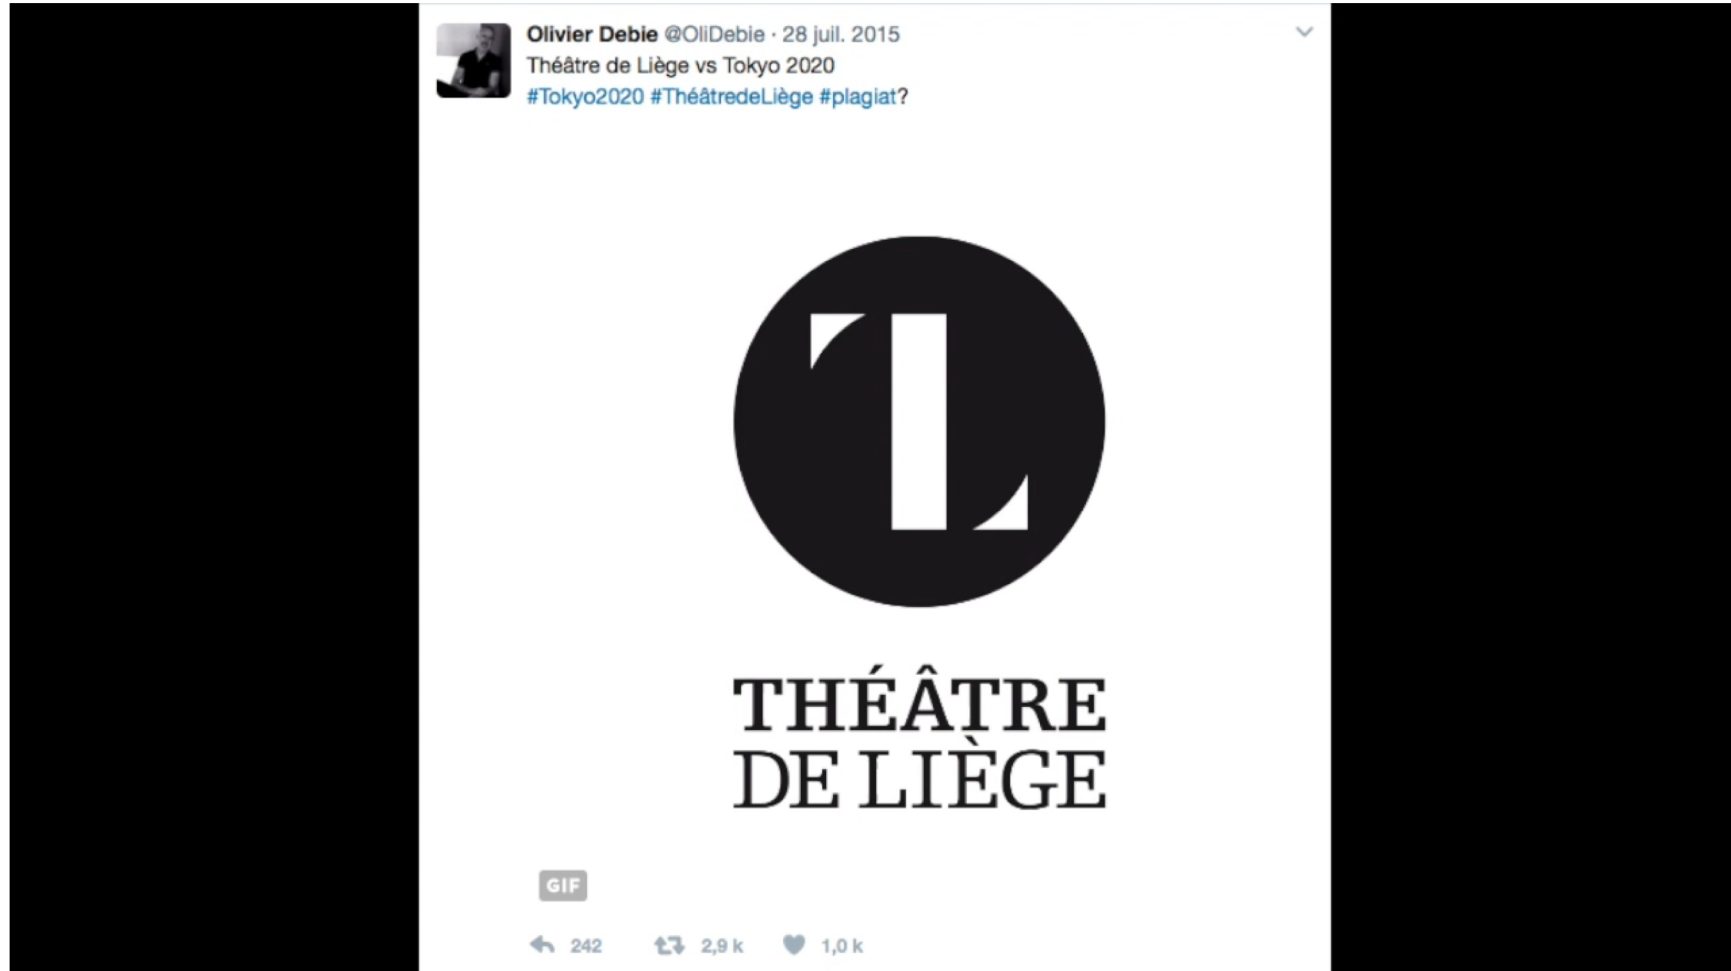 Olivier Debie @OliDebie · 28 juil. 2015
Théâtre de Liège vs Tokyo 2020
#Tokyo2020 #ThéâtredeLiège #plagiat?
TL
THÉÂTRE
DE LIÈGE
GIF
242 2,9 k 1,0 k